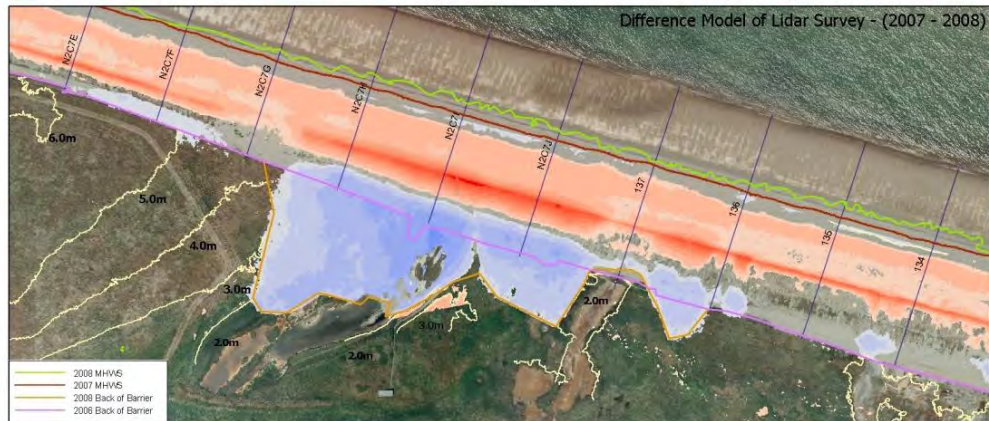 Difference Model of Lidar Survey - (2007 - 2008)
N2C7E
N2C7F
N2C7G
N2C7H
N2C7I
N2C7J
137
136
135
134
6.0m
5.0m
4.0m
3.0m
2.0m
2.0m
3.0m
2.0m
4
2008 MHWS
2007 MHWS
2008 Back of Barrier
2006 Back of Barrier